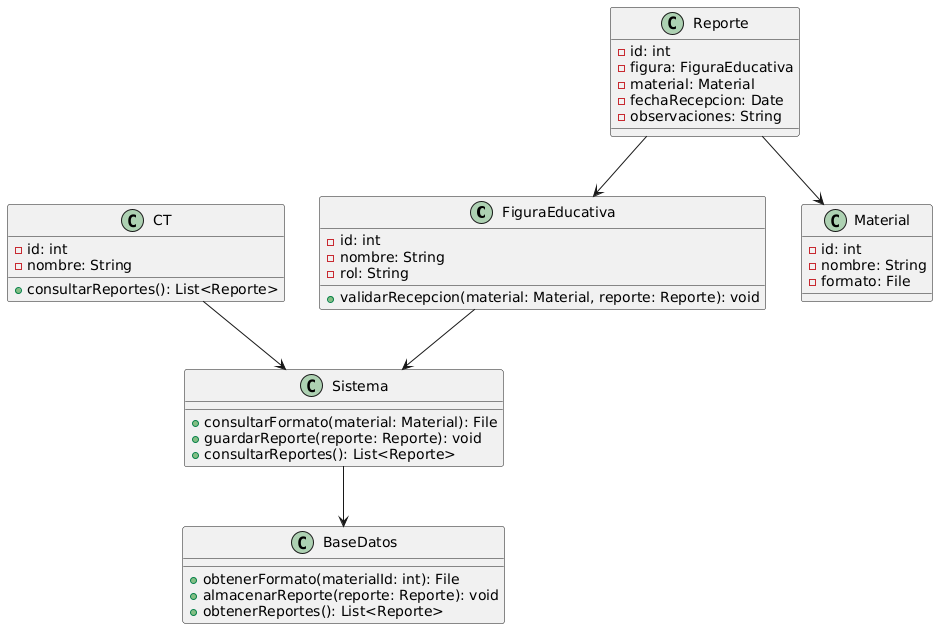 C Reporte
id: int
figura: FiguraEducativa
material: Material
fechaRecepcion: Date
observaciones: String
C CT
id: int
nombre: String
consultarReportes(): List<Reporte>
C FiguraEducativa
id: int
nombre: String
rol: String
validarRecepcion(material: Material, reporte: Reporte): void
C Material
id: int
nombre: String
formato: File
C Sistema
consultarFormato(material: Material): File
guardarReporte(reporte: Reporte): void
consultarReportes(): List<Reporte>
C BaseDatos
obtenerFormato(materialId: int): File
almacenarReporte(reporte: Reporte): void
obtenerReportes(): List<Reporte>